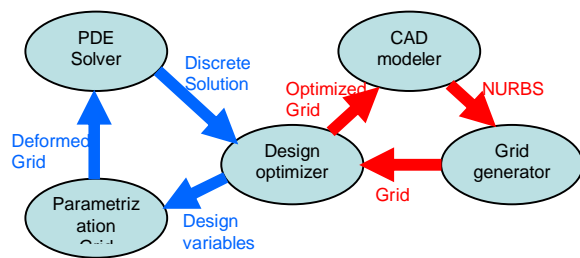 PDE
Solver
Discrete
Solution
CAD
modeler
Optimized
Grid
NURBS
Deformed
Grid
Design
optimizer
Grid
generator
Grid
Parametriz
ation
Grid
Design
variables